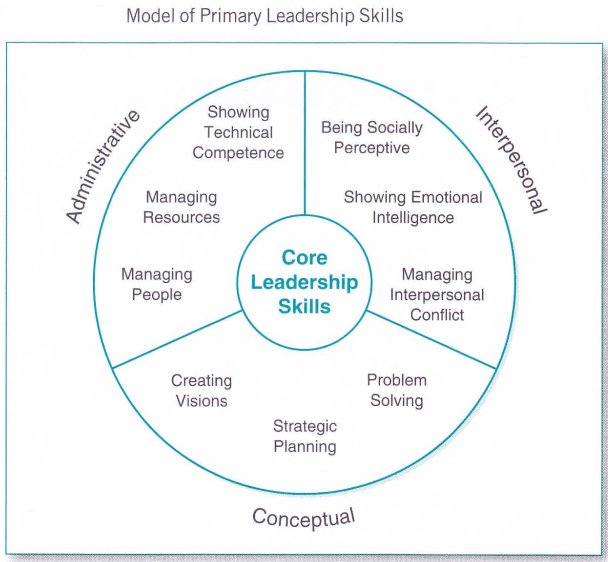 Model of Primary Leadership Skills
Administrative
Showing
Technical
Competence
Managing
Resources
Managing
People
Interpersonal
Being Socially
Perceptive
Showing Emotional
Intelligence
Managing
Interpersonal
Conflict
Core
Leadership
Skills
Creating
Visions
Strategic
Planning
Problem
Solving
Conceptual